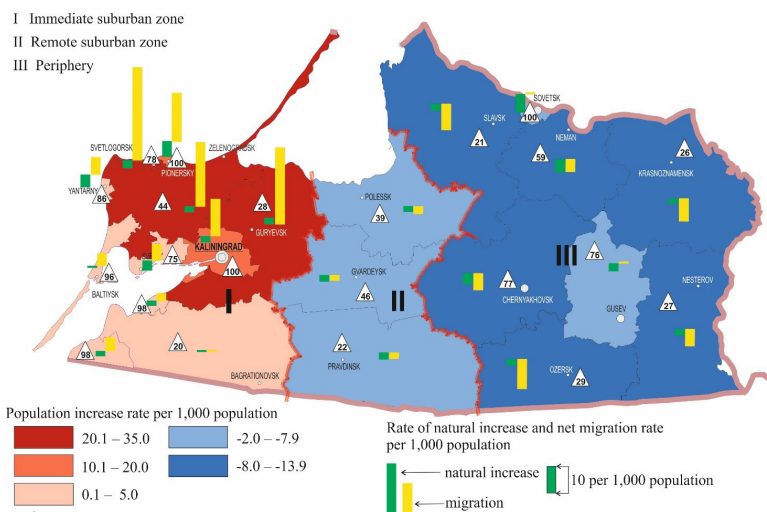 I Immediate suburban zone
II Remote suburban zone
III Periphery
SOVETSK
100
SLAVSK
21
NEMAN
59
26
KRASNOZNAMENSK
SVETLOGORSK
78
100
PIONERSKY
ZELENOGRADSK
YANTARNY
86
44
28
GURYEVSK
POLESSK
39
KALININGRAD
75
100
96
BALTIYSK
98
I
GVARDEYSK
46
II
III
76
77
CHERNYAKHOVSK
NESTEROV
27
GUSEV
98
20
BAGRATIONOVSK
22
PRAVDINSK
OZERSK
29
Population increase rate per 1,000 population
20.1 – 35.0
10.1 – 20.0
0.1 – 5.0
-2.0 – -7.9
-8.0 – -13.9
Rate of natural increase and net migration rate
per 1,000 population
natural increase
migration
10 per 1,000 population